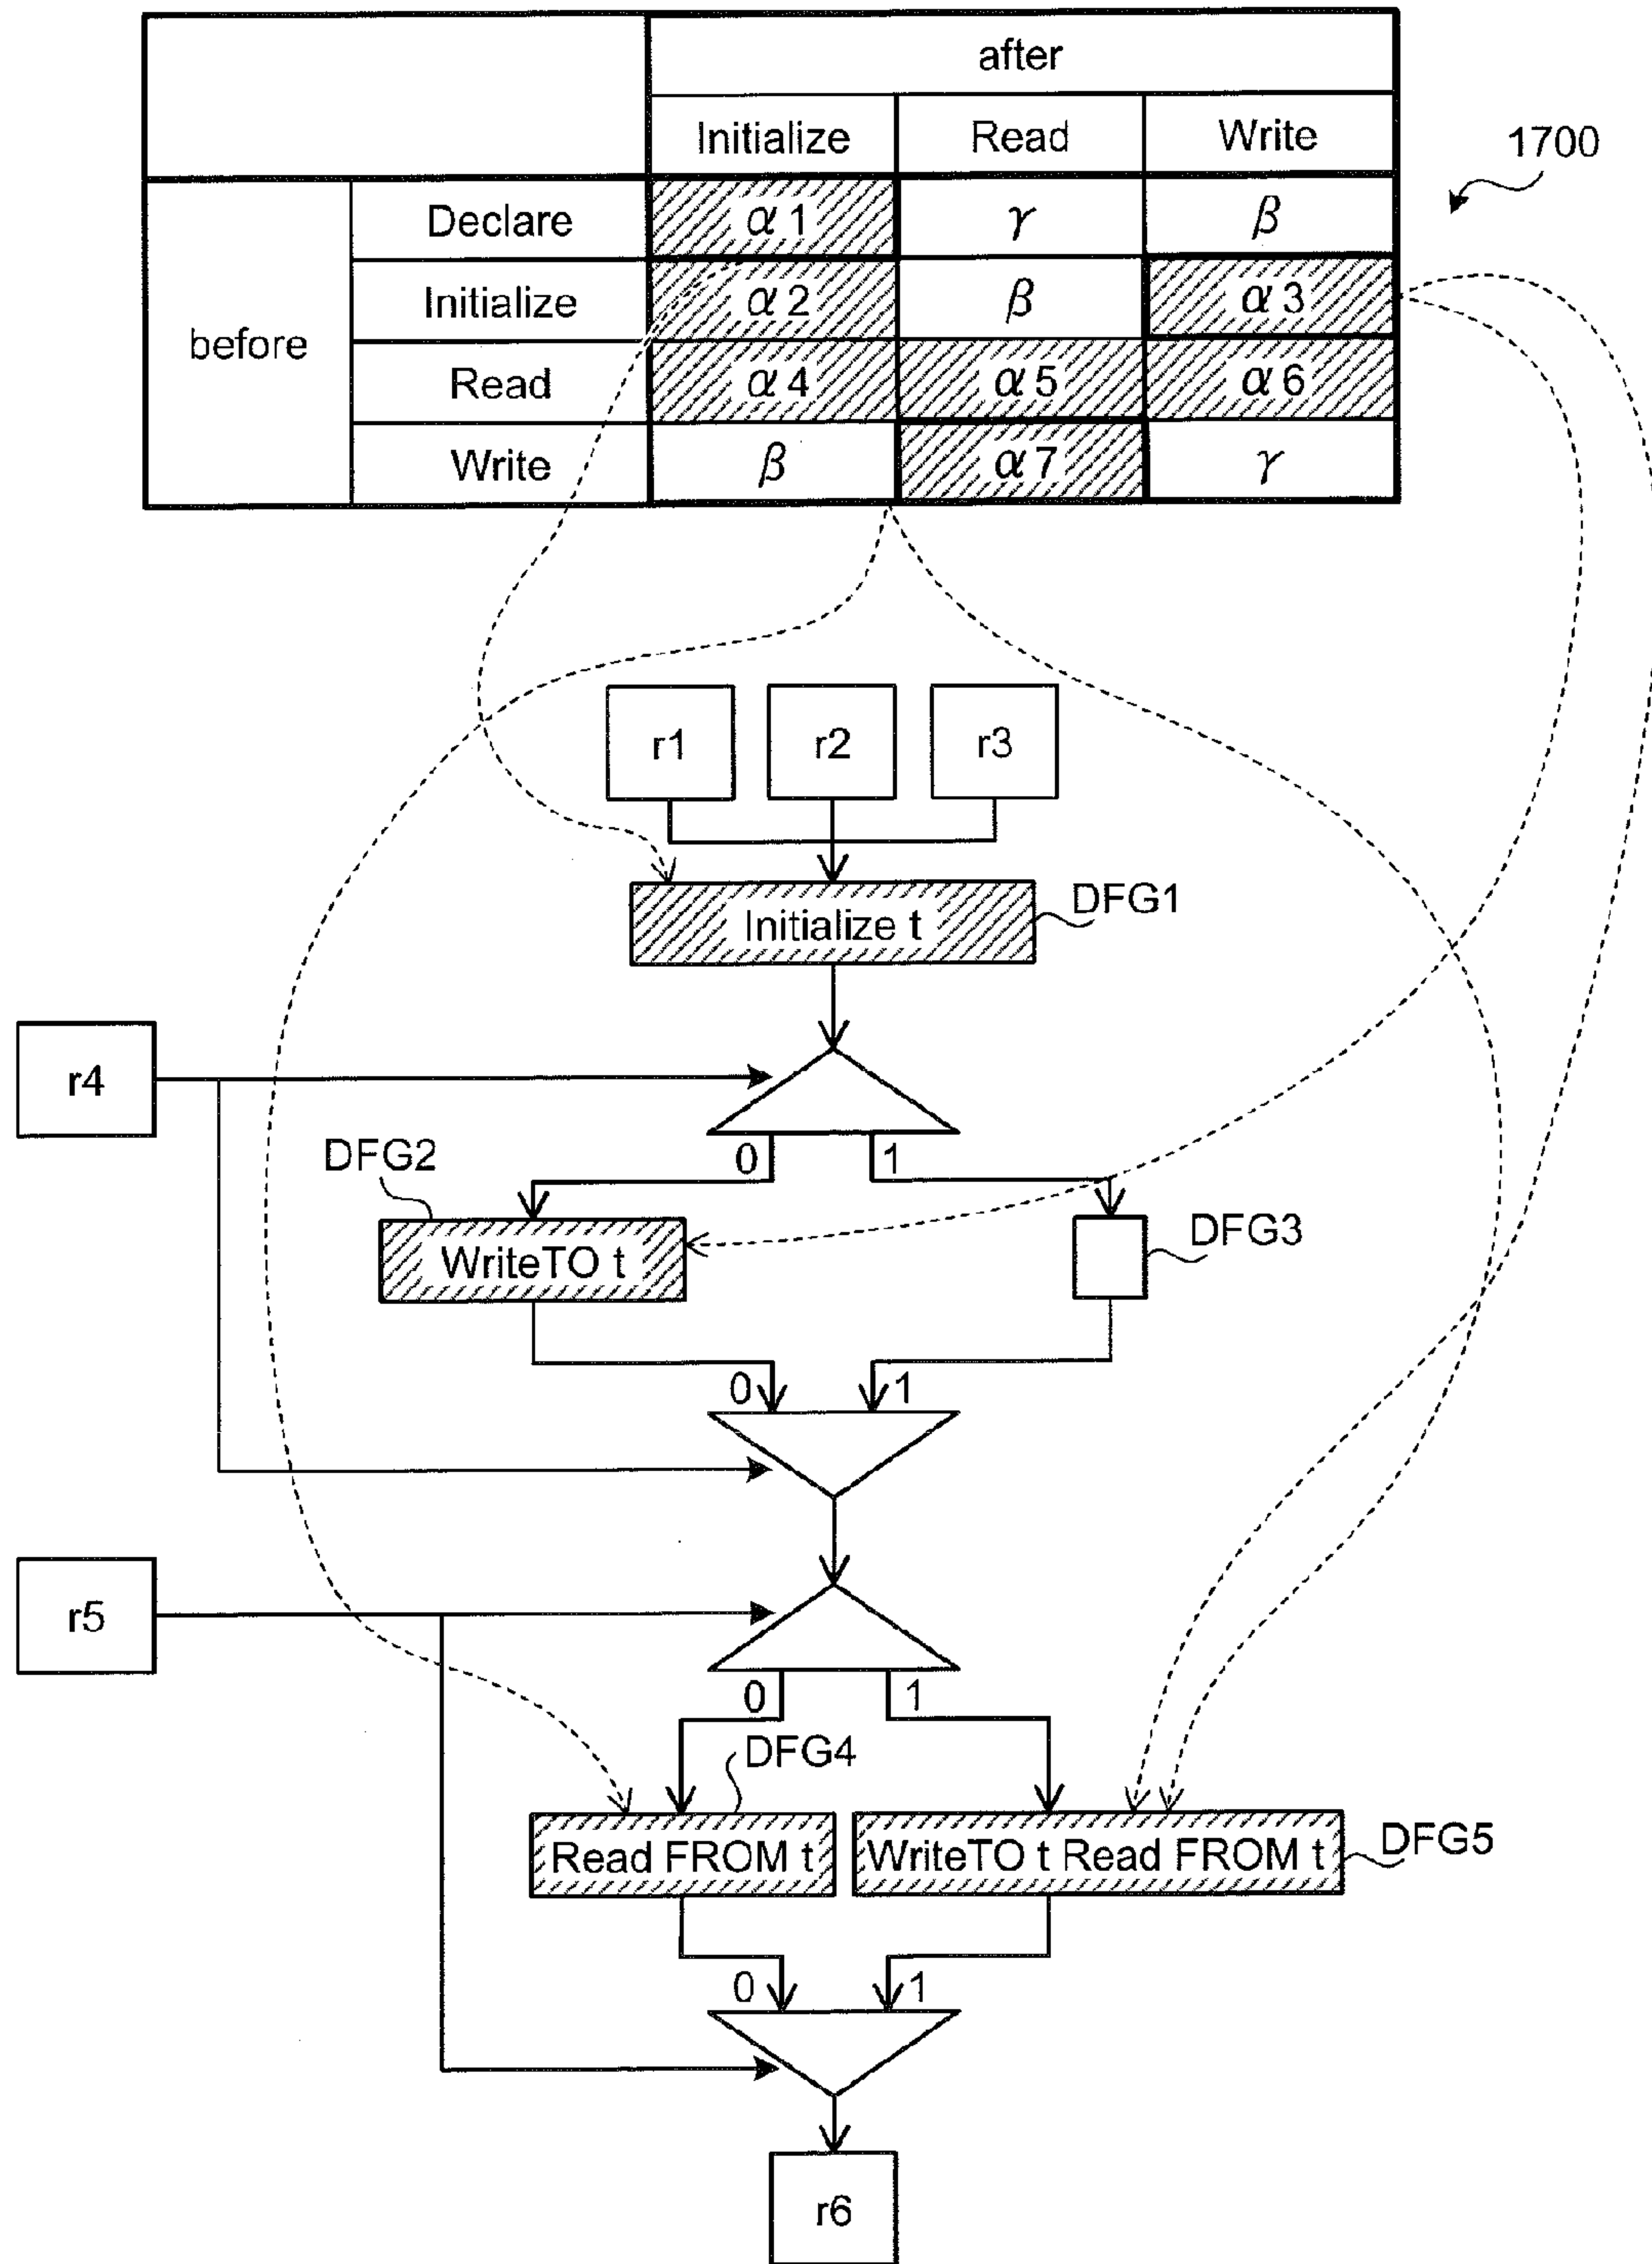 after
Initialize Read Write
1700
before
Declare α1 γ β
Initialize α2 β α3
Read α4 α5 α6
Write β α7 γ
r1 r2 r3
Initialize t
DFG1
r4
0 1
DFG2
WriteTO t
DFG3
0 1
r5
0 1
DFG4
Read FROM t
WriteTO t Read FROM t
DFG5
0 1
r6